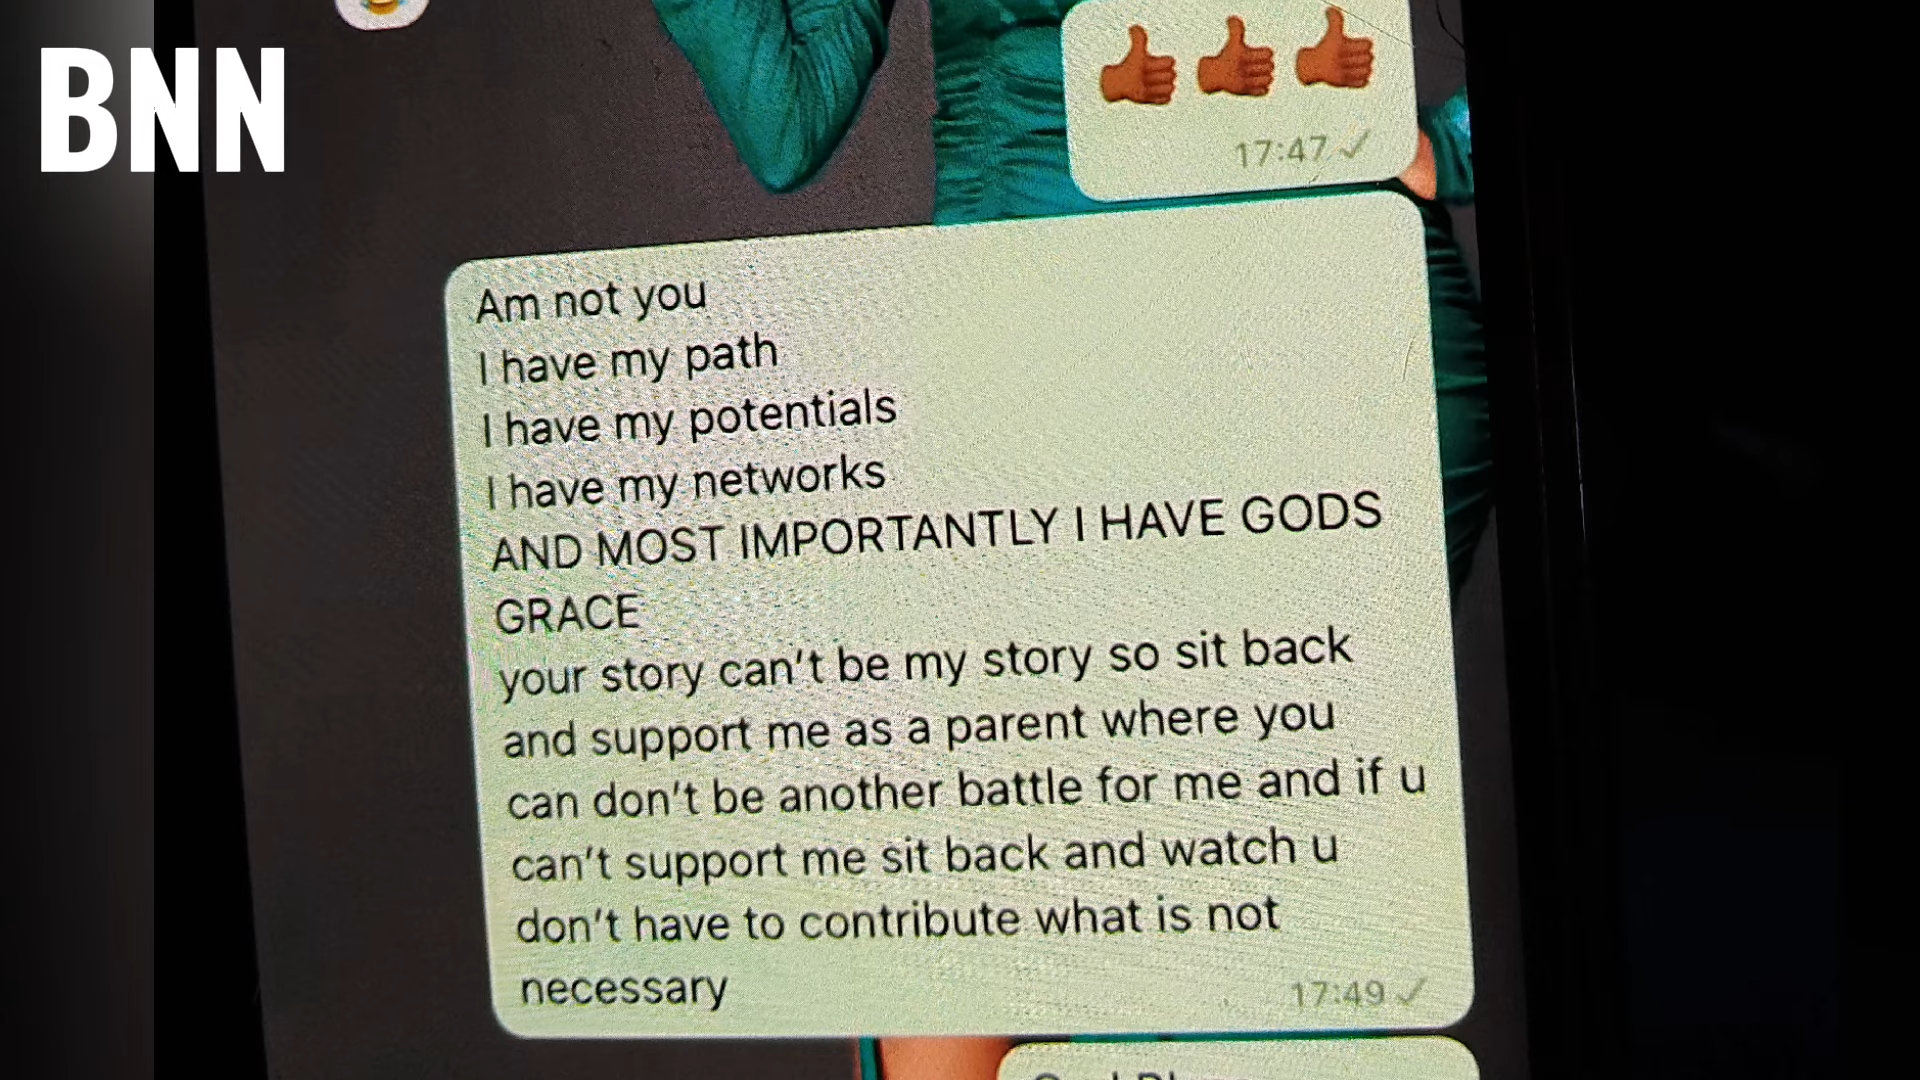 BNN
17:47
Am not you
I have my path
I have my potentials
I have my networks
AND MOST IMPORTANTLY I HAVE GODS
GRACE
your story can't be my story so sit back
and support me as a parent where you
can don't be another battle for me and if u
can't support me sit back and watch u
don't have to contribute what is not
necessary
17:49